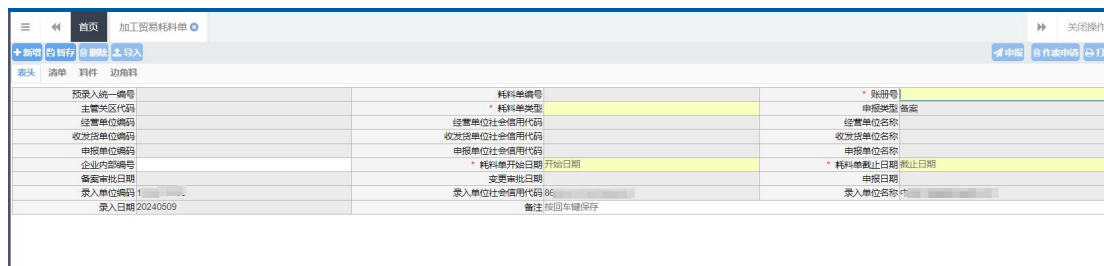 首页 加工贸易耗料单 关闭操作
+新增 暂存 删除 导入 申报 作废申请
表头 清单 料件 边角料
预录入统一编号 耗料单编号 * 账册号
主管关区代码 * 耗料单类型 申报类型 备案
经营单位编码 经营单位社会信用代码 经营单位名称
收发货单位编码 收发货单位社会信用代码 收发货单位名称
申报单位编码 申报单位社会信用代码 申报单位名称
企业内部编号 * 耗料单开始日期 开始日期 * 耗料单截止日期 截止日期
备案审批日期 变更审批日期 申报日期
录入单位编码 1 录入单位社会信用代码 录入单位名称
录入日期 20240509 备注 按回车键保存